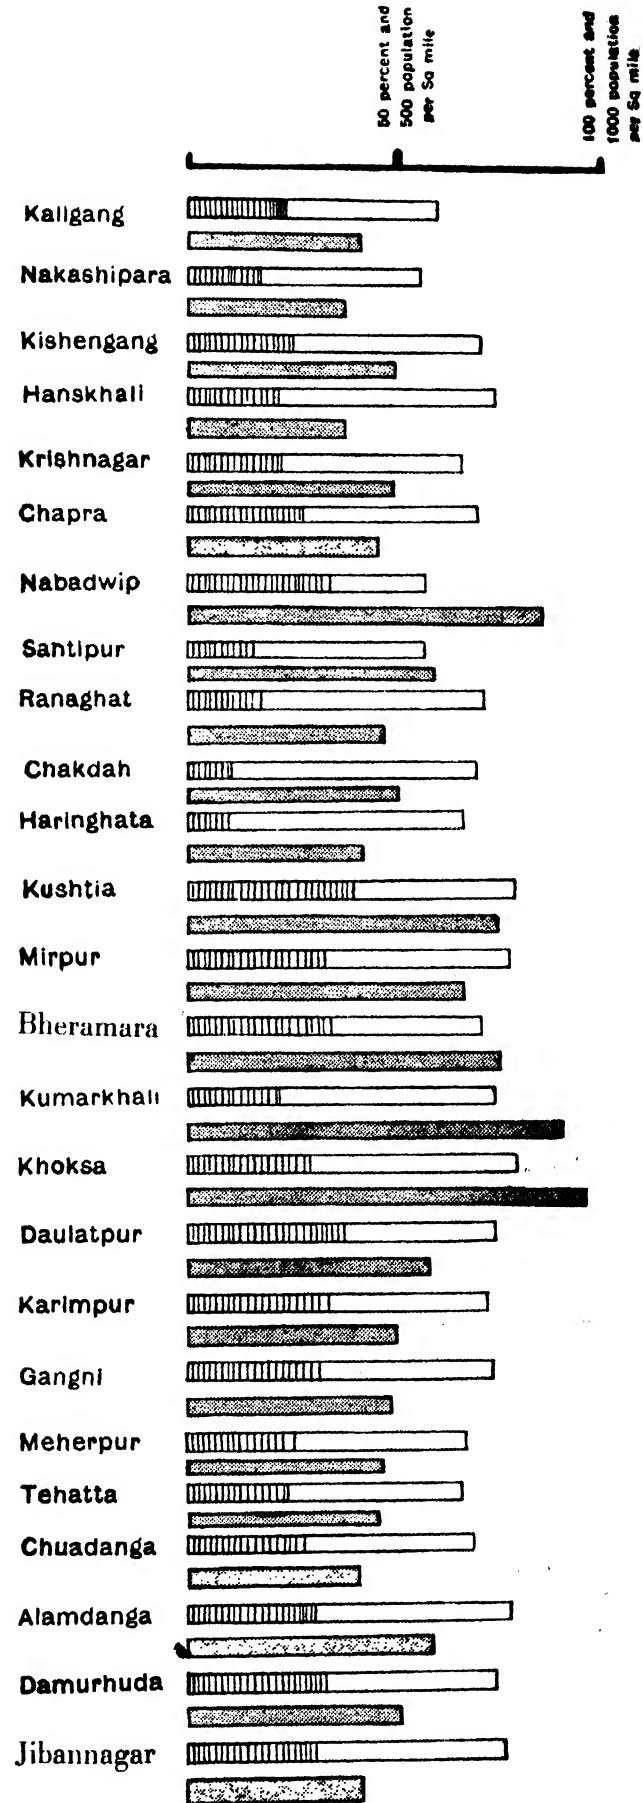 50 percent and
500 population
per Sq mile
100 percent and
1000 population
per Sq mile
Kaligang
Nakashipara
Kishengang
Hanskhali
Krishnagar
Chapra
Nabadwip
Santipur
Ranaghat
Chakdah
Haringhata
Kushtia
Mirpur
Bheramara
Kumarkhali
Khoksa
Daulatpur
Karimpur
Gangni
Meherpur
Tehatta
Chuadanga
Alamdanga
Damurhuda
Jibannagar